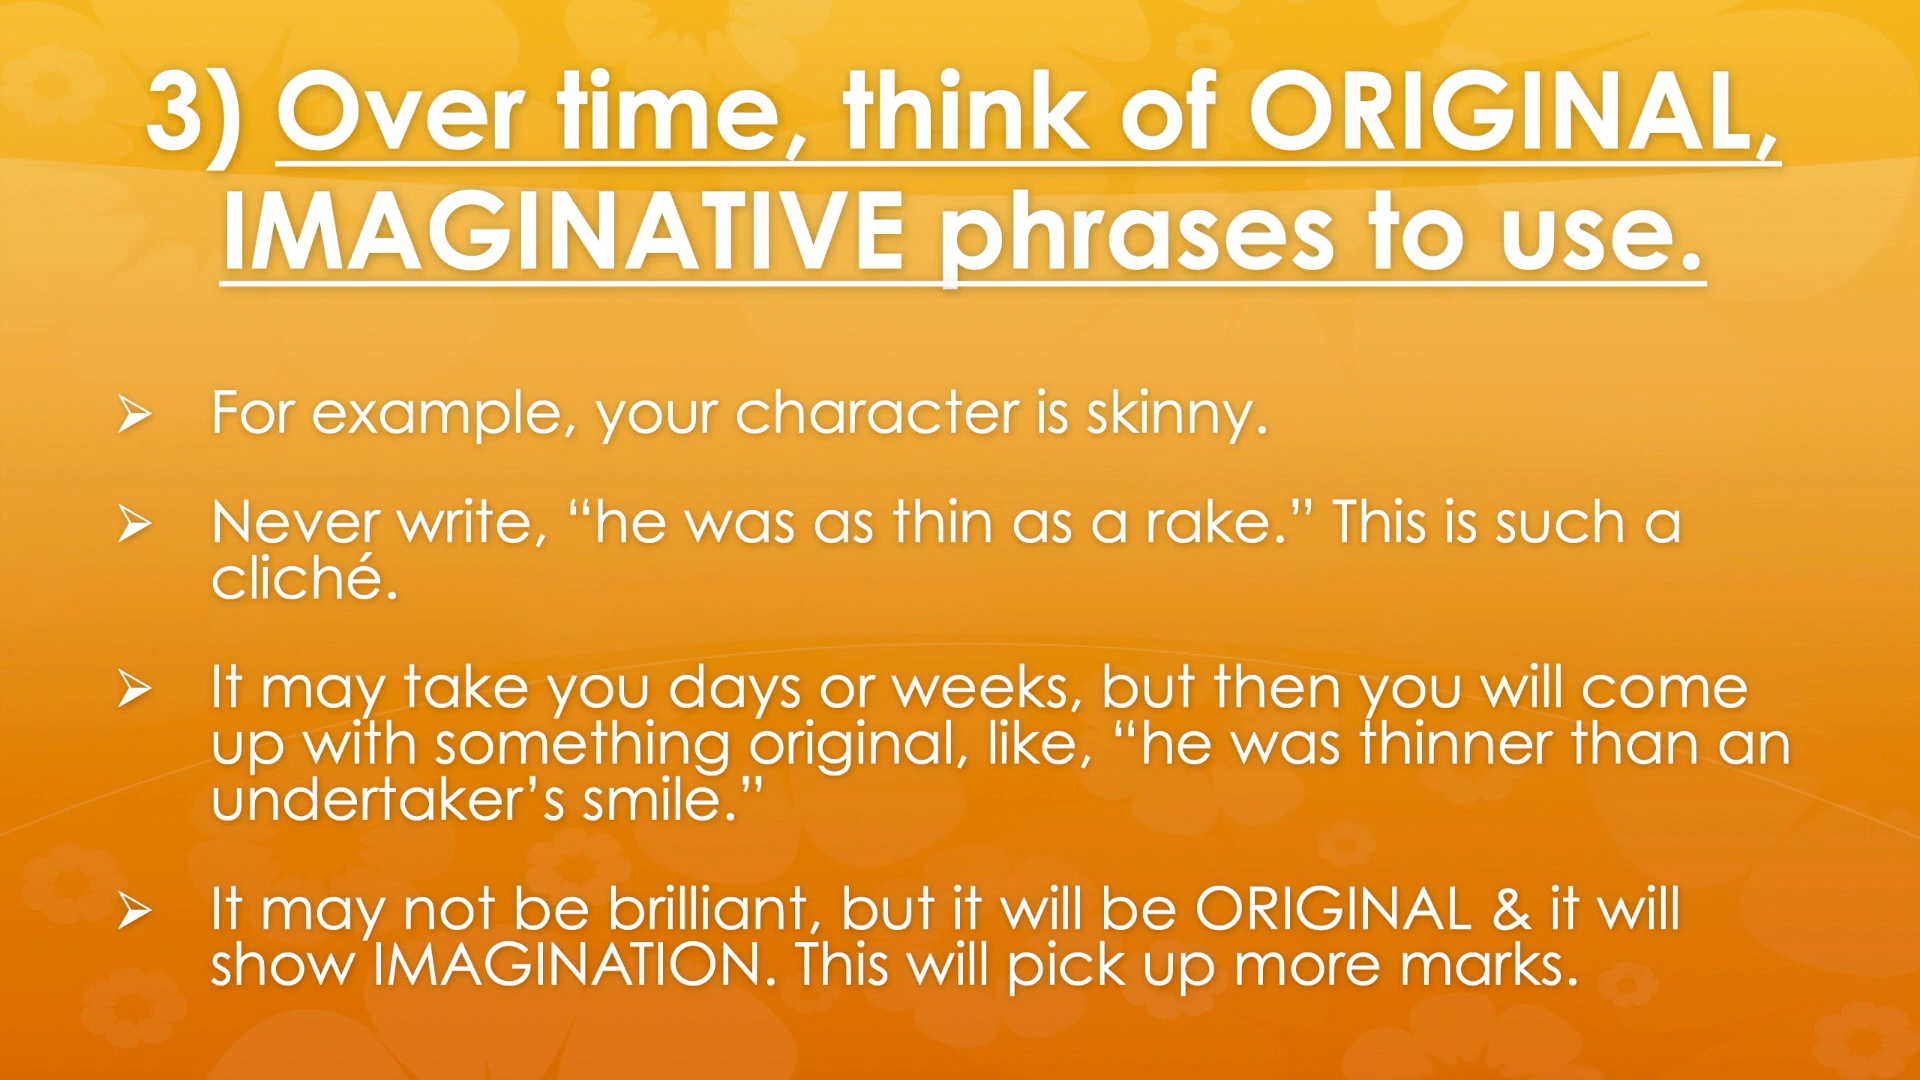 3) Over time, think of ORIGINAL,
IMAGINATIVE phrases to use.
➢ For example, your character is skinny.
➢ Never write, “he was as thin as a rake.” This is such a
cliché.
➢ It may take you days or weeks, but then you will come
up with something original, like, “he was thinner than an
undertaker’s smile.”
➢ It may not be brilliant, but it will be ORIGINAL & it will
show IMAGINATION. This will pick up more marks.